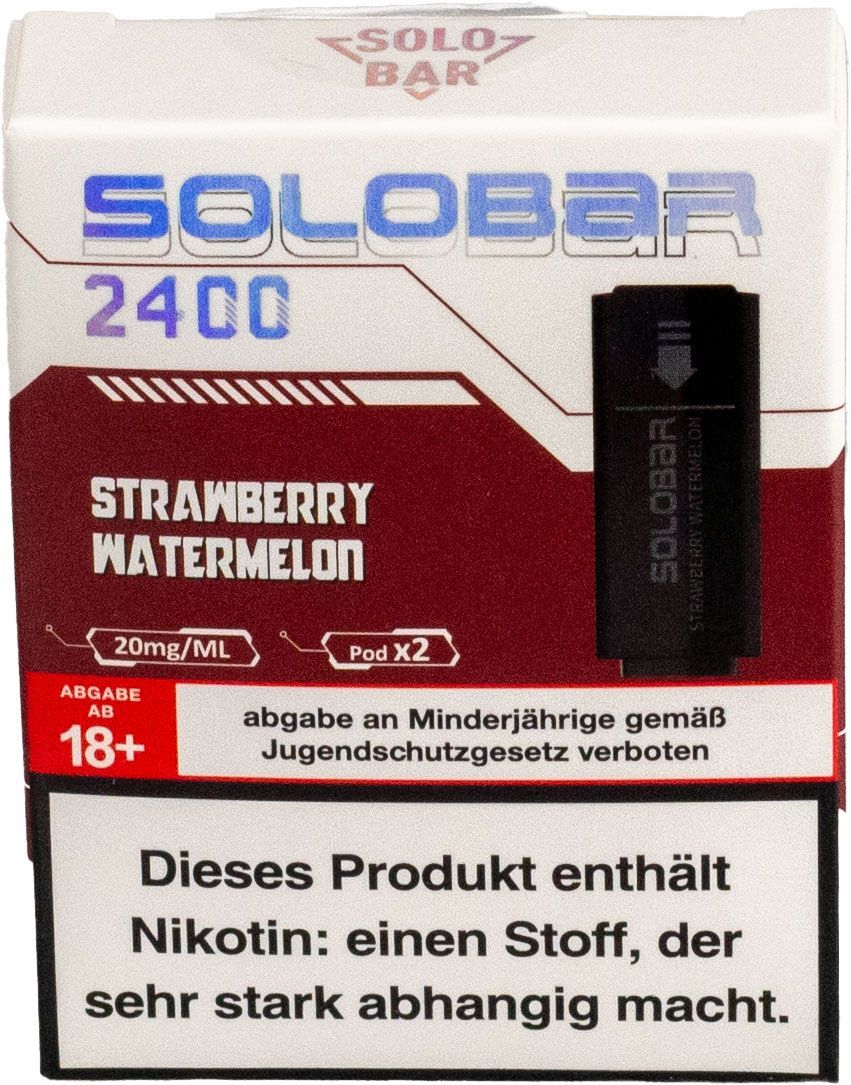 SOLO
BAR
SOLOBAR
2400
STRAWBERRY
WATERMELON
SOLOBAR
STRAWBERRY WATERMELON
20mg/ML
Pod X2
ABGABE
AB
18+
abgabe an Minderjährige gemäß
Jugendschutzgesetz verboten
Dieses Produkt enthält
Nikotin: einen Stoff, der
sehr stark abhangig macht.